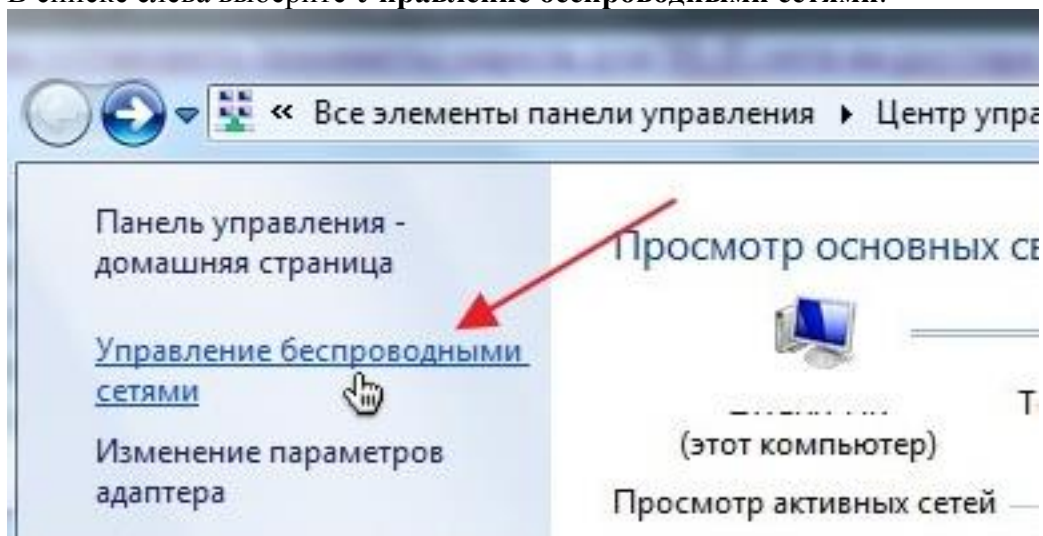 В списке слева выберите Управление беспроводными сетями.
« Все элементы панели управления ▸ Центр упра
Панель управления -
домашняя страница
Управление беспроводными
сетями
Изменение параметров
адаптера
Просмотр основных св
(этот компьютер)
Просмотр активных сетей